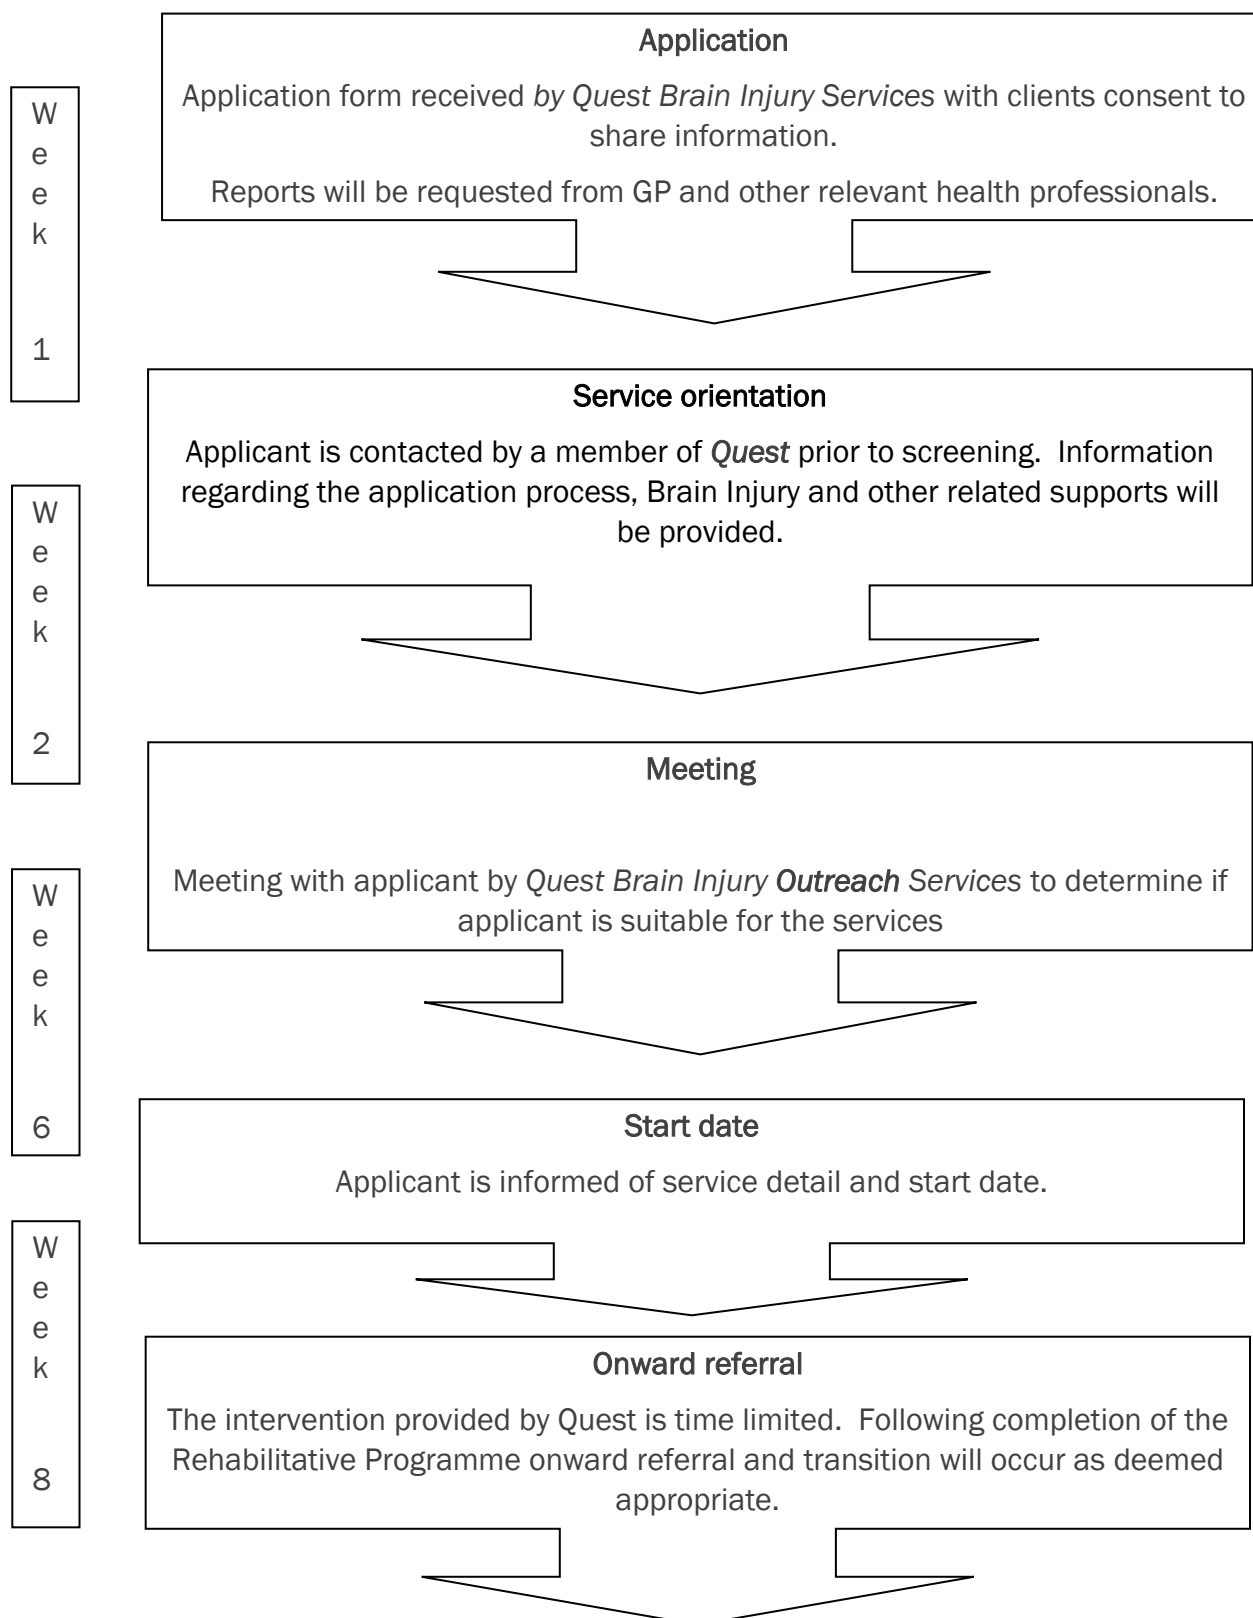 Application
Application form received by Quest Brain Injury Services with clients consent to
share information.
Reports will be requested from GP and other relevant health professionals.
Week 1
Service orientation
Applicant is contacted by a member of Quest prior to screening.  Information
regarding the application process, Brain Injury and other related supports will
be provided.
Week 2
Meeting
Meeting with applicant by Quest Brain Injury Outreach Services to determine if
applicant is suitable for the services
Week 6
Start date
Applicant is informed of service detail and start date.
Week 8
Onward referral
The intervention provided by Quest is time limited.  Following completion of the
Rehabilitative Programme onward referral and transition will occur as deemed
appropriate.